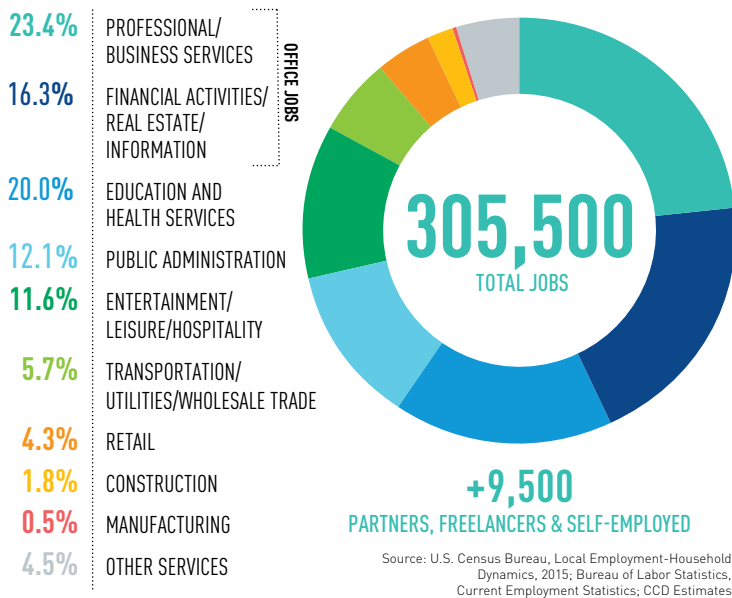 23.4% PROFESSIONAL/
BUSINESS SERVICES
16.3% FINANCIAL ACTIVITIES/
REAL ESTATE/
INFORMATION
OFFICE JOBS
20.0% EDUCATION AND
HEALTH SERVICES
12.1% PUBLIC ADMINISTRATION
11.6% ENTERTAINMENT/
LEISURE/HOSPITALITY
5.7% TRANSPORTATION/
UTILITIES/WHOLESALE TRADE
4.3% RETAIL
1.8% CONSTRUCTION
0.5% MANUFACTURING
4.5% OTHER SERVICES
305,500
TOTAL JOBS
+9,500
PARTNERS, FREELANCERS & SELF-EMPLOYED
Source: U.S. Census Bureau, Local Employment-Household
Dynamics, 2015; Bureau of Labor Statistics,
Current Employment Statistics; CCD Estimates